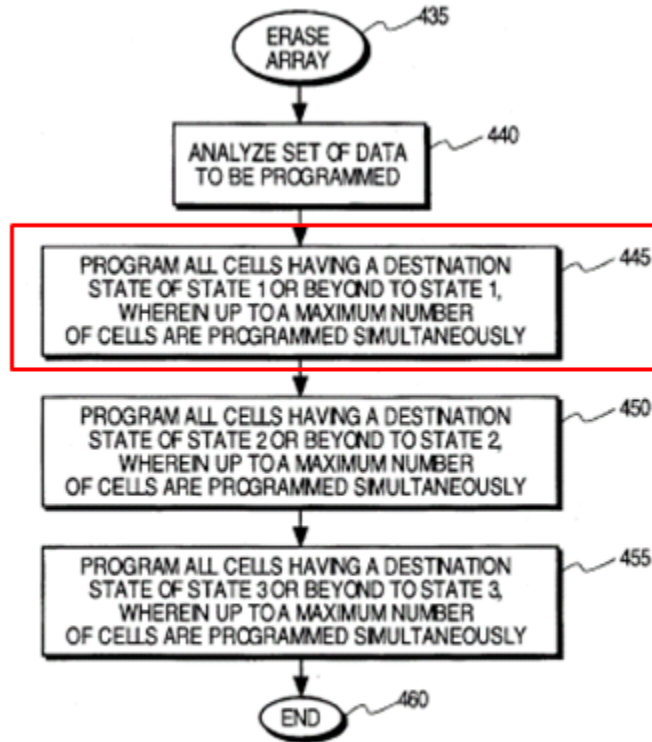 ERASE
ARRAY
435
ANALYZE SET OF DATA
TO BE PROGRAMMED
440
PROGRAM ALL CELLS HAVING A DESTINATION
STATE OF STATE 1 OR BEYOND TO STATE 1,
WHEREIN UP TO A MAXIMUM NUMBER
OF CELLS ARE PROGRAMMED SIMULTANEOUSLY
445
PROGRAM ALL CELLS HAVING A DESTINATION
STATE OF STATE 2 OR BEYOND TO STATE 2,
WHEREIN UP TO A MAXIMUM NUMBER
OF CELLS ARE PROGRAMMED SIMULTANEOUSLY
450
PROGRAM ALL CELLS HAVING A DESTINATION
STATE OF STATE 3 OR BEYOND TO STATE 3,
WHEREIN UP TO A MAXIMUM NUMBER
OF CELLS ARE PROGRAMMED SIMULTANEOUSLY
455
END
460